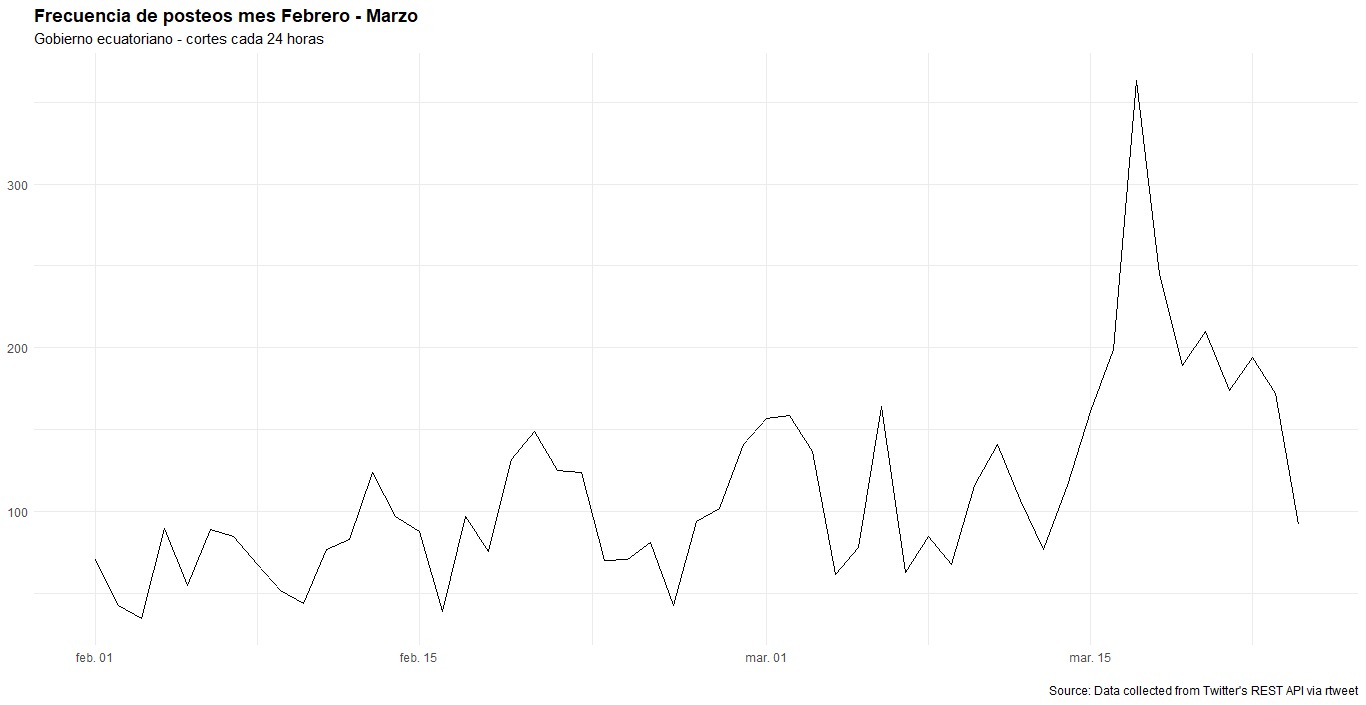 Frecuencia de posteos mes Febrero - Marzo
Gobierno ecuatoriano - cortes cada 24 horas
300
200
100
feb. 01
feb. 15
mar. 01
mar. 15
Source: Data collected from Twitter's REST API via rtweet